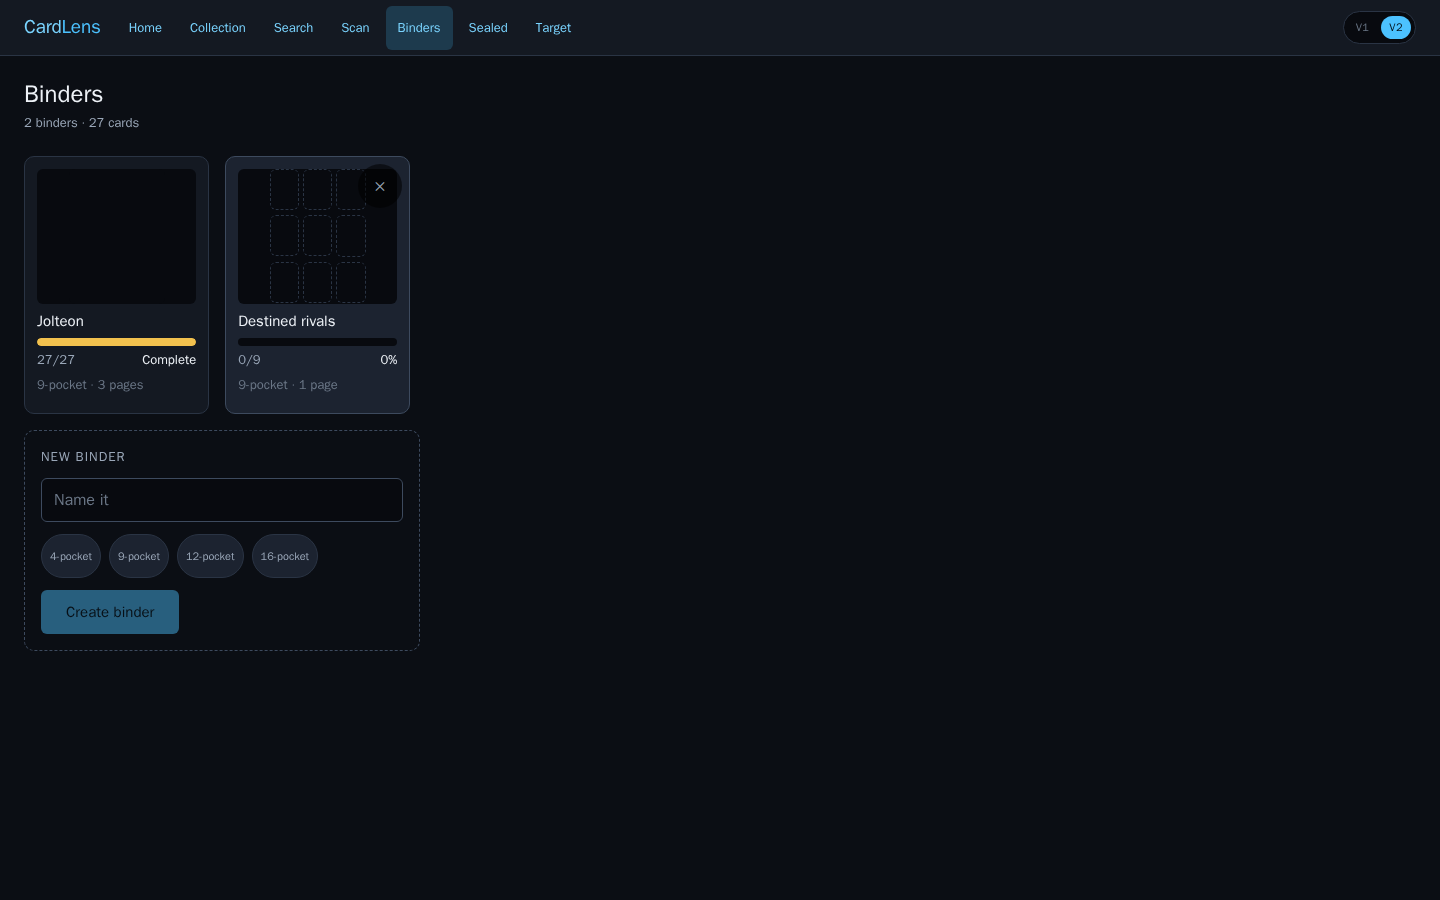 CardLens Home Collection Search Scan Binders Sealed Target V1 V2
Binders
2 binders · 27 cards
Jolteon
27/27 Complete
9-pocket · 3 pages
Destined rivals
0/9 0%
9-pocket · 1 page
NEW BINDER
Name it
4-pocket 9-pocket 12-pocket 16-pocket
Create binder